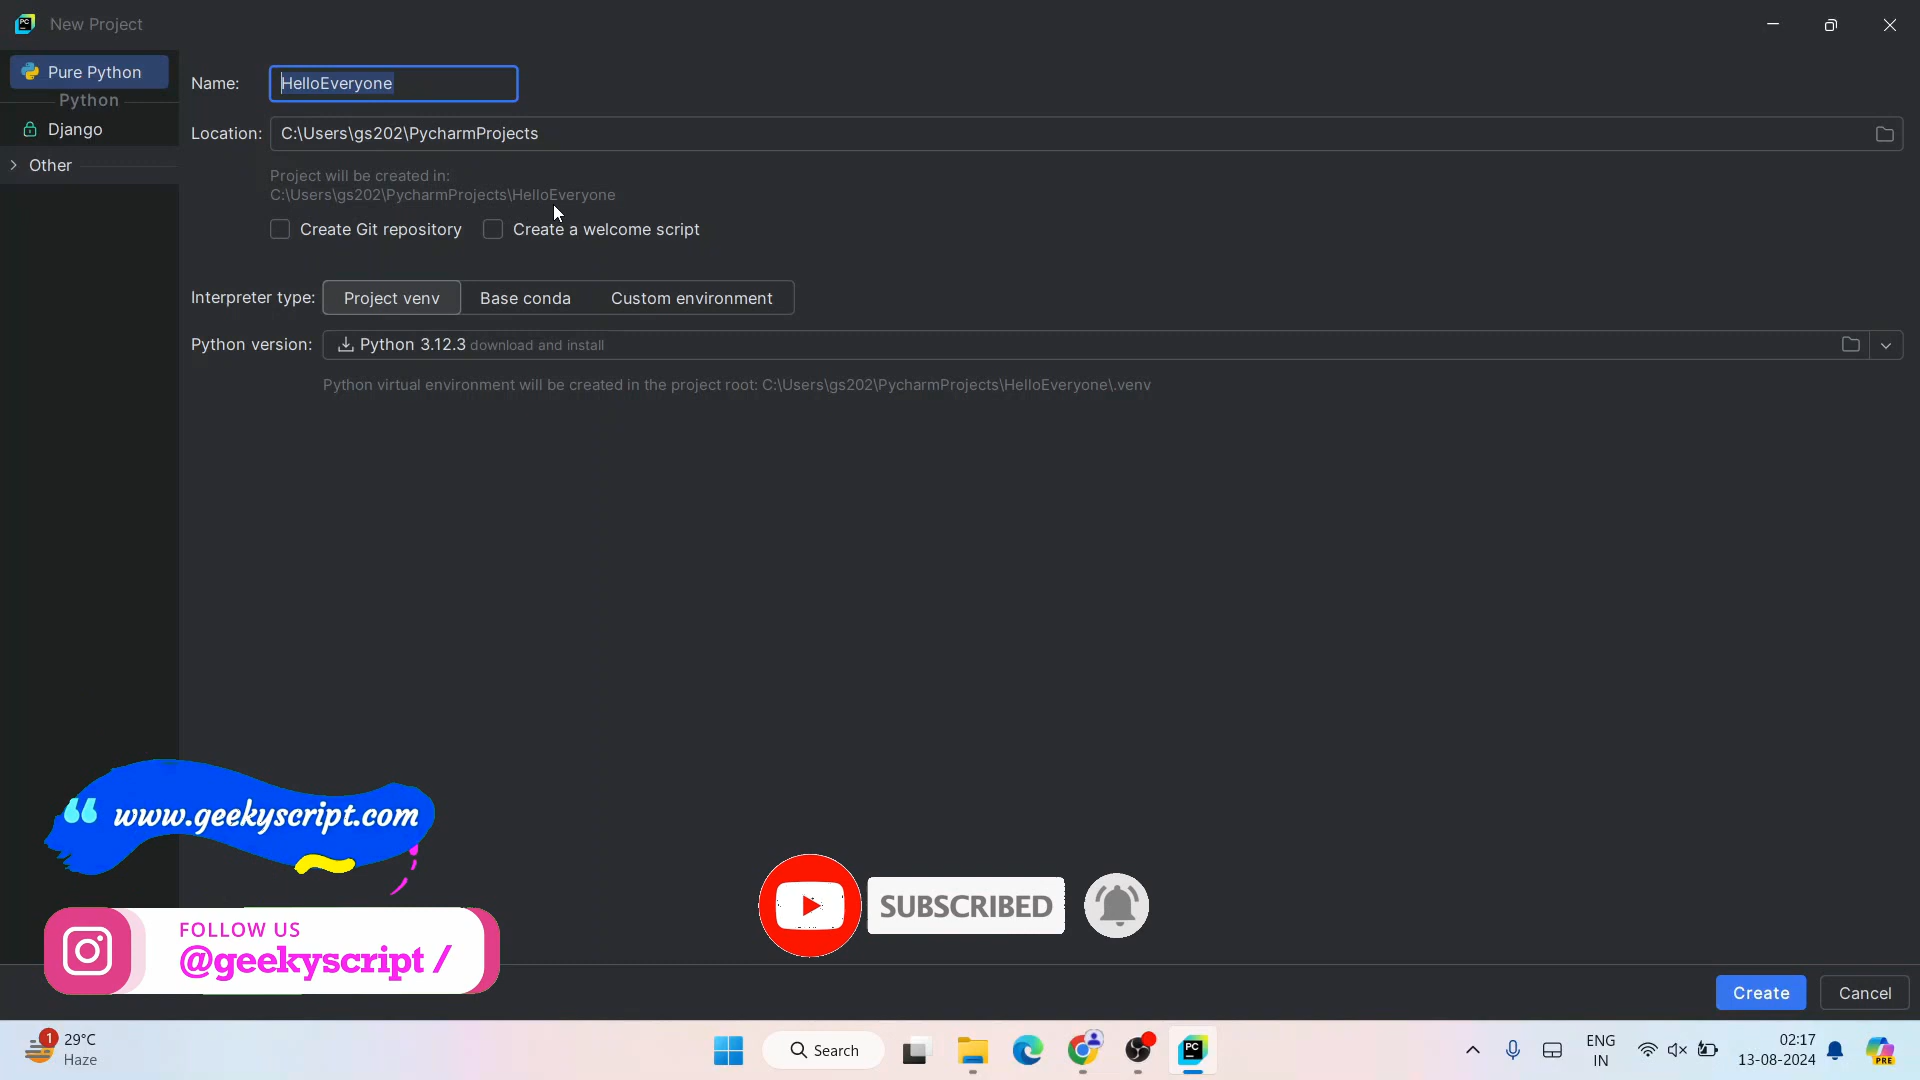 New Project
Pure Python
Python
Django
Other
Name: HelloEveryone
Location: C:\Users\gs202\PycharmProjects
Project will be created in:
C:\Users\gs202\PycharmProjects\HelloEveryone
Create Git repository Create a welcome script
Interpreter type: Project venv Base conda Custom environment
Python version: Python 3.12.3 download and install
Python virtual environment will be created in the project root: C:\Users\gs202\PycharmProjects\HelloEveryone\.venv
www.geekyscript.com
FOLLOW US
@geekyscript /
SUBSCRIBED
Create Cancel
1 29°C
Haze
Search
PC
ENG
IN
02:17
13-08-2024
PRE